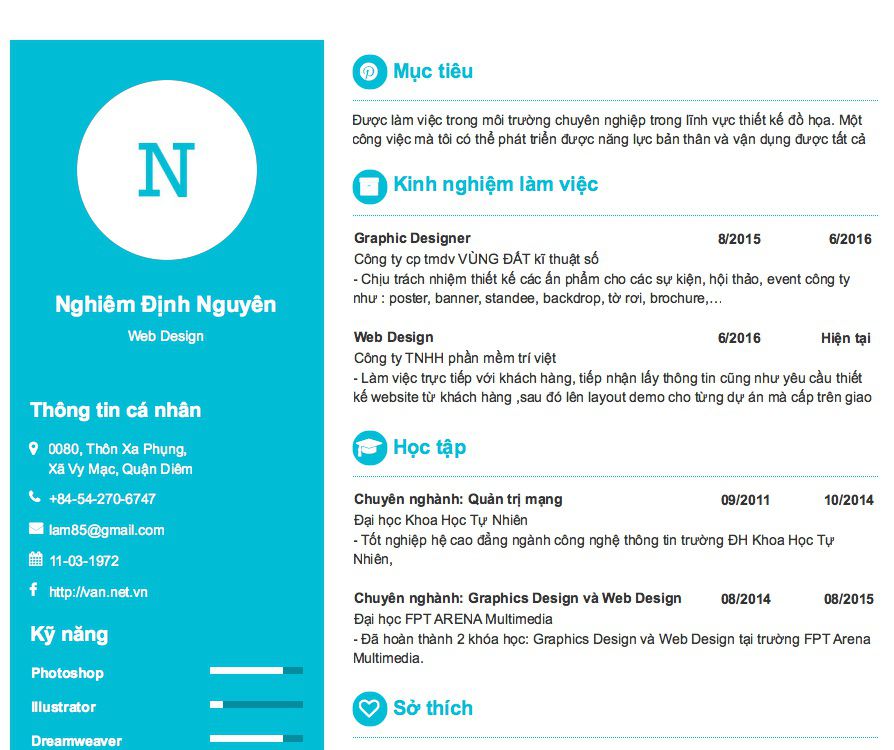 N
Nghiêm Định Nguyên
Web Design
Thông tin cá nhân
0080, Thôn Xa Phụng,
Xã Vy Mạc, Quận Diêm
+84-54-270-6747
lam85@gmail.com
11-03-1972
http://van.net.vn
Kỹ năng
Photoshop
Illustrator
Dreamweaver
Mục tiêu
Được làm việc trong môi trường chuyên nghiệp trong lĩnh vực thiết kế đồ họa. Một
công việc mà tôi có thể phát triển được năng lực bản thân và vận dụng được tất cả
Kinh nghiệm làm việc
Graphic Designer 8/2015 6/2016
Công ty cp tmdv VÙNG ĐẤT kĩ thuật số
- Chịu trách nhiệm thiết kế các ấn phẩm cho các sự kiện, hội thảo, event công ty
như : poster, banner, standee, backdrop, tờ rơi, brochure,...
Web Design 6/2016 Hiện tại
Công ty TNHH phần mềm trí việt
- Làm việc trực tiếp với khách hàng, tiếp nhận lấy thông tin cũng như yêu cầu thiết
kế website từ khách hàng ,sau đó lên layout demo cho từng dự án mà cấp trên giao
Học tập
Chuyên nghành: Quản trị mạng 09/2011 10/2014
Đại học Khoa Học Tự Nhiên
- Tốt nghiệp hệ cao đẳng ngành công nghệ thông tin trường ĐH Khoa Học Tự
Nhiên,
Chuyên nghành: Graphics Design và Web Design 08/2014 08/2015
Đại học FPT ARENA Multimedia
- Đã hoàn thành 2 khóa học: Graphics Design và Web Design tại trường FPT Arena
Multimedia.
Sở thích